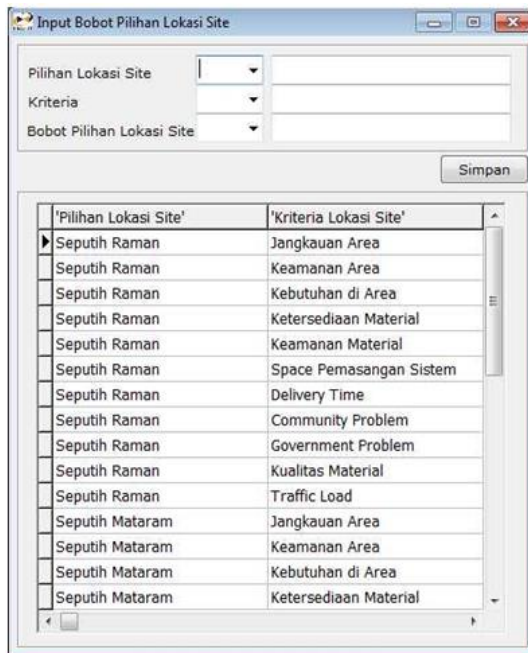 Input Bobot Pilihan Lokasi Site
Pilihan Lokasi Site
Kriteria
Bobot Pilihan Lokasi Site
Simpan
'Pilihan Lokasi Site' 'Kriteria Lokasi Site'
Seputih Raman Jangkauan Area
Seputih Raman Keamanan Area
Seputih Raman Kebutuhan di Area
Seputih Raman Ketersediaan Material
Seputih Raman Keamanan Material
Seputih Raman Space Pemasangan Sistem
Seputih Raman Delivery Time
Seputih Raman Community Problem
Seputih Raman Government Problem
Seputih Raman Kualitas Material
Seputih Raman Traffic Load
Seputih Mataram Jangkauan Area
Seputih Mataram Keamanan Area
Seputih Mataram Kebutuhan di Area
Seputih Mataram Ketersediaan Material